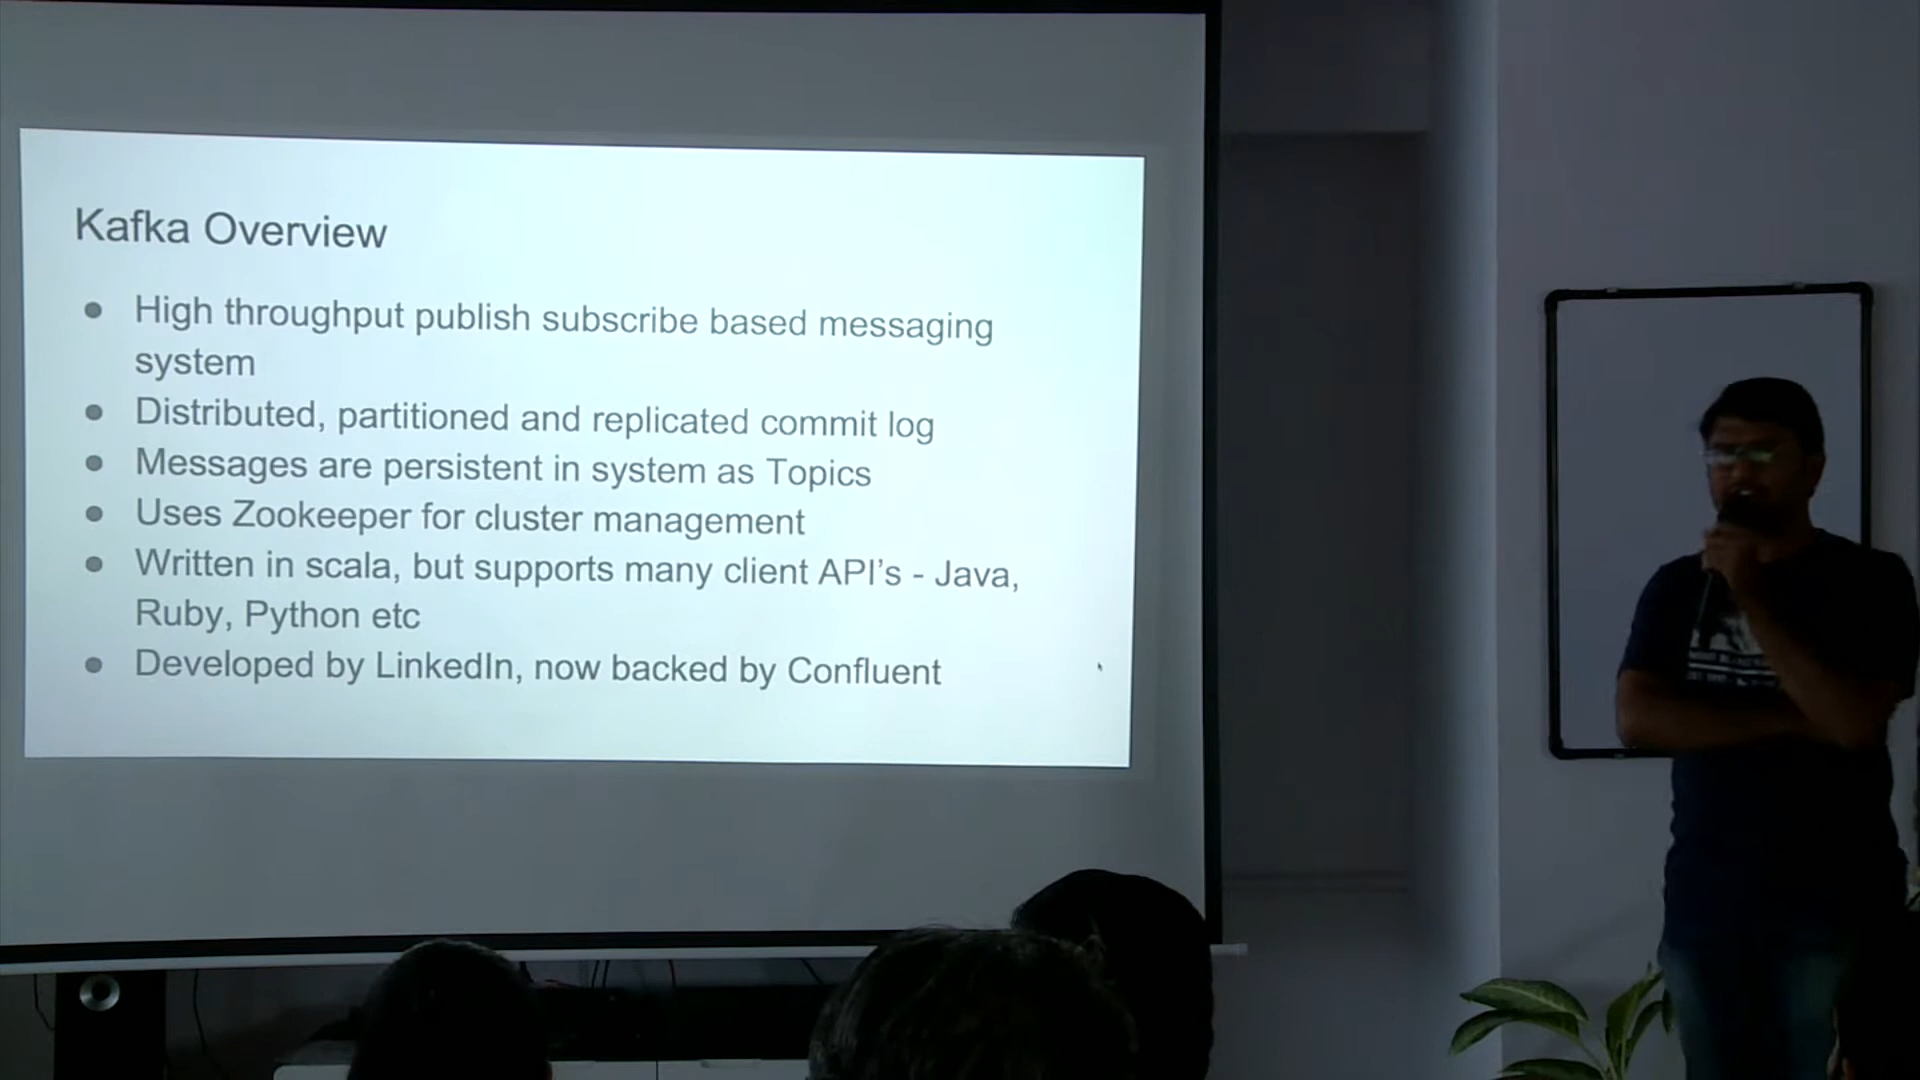 Kafka Overview
● High throughput publish subscribe based messaging
system
● Distributed, partitioned and replicated commit log
● Messages are persistent in system as Topics
● Uses Zookeeper for cluster management
● Written in scala, but supports many client API's - Java,
Ruby, Python etc
● Developed by LinkedIn, now backed by Confluent